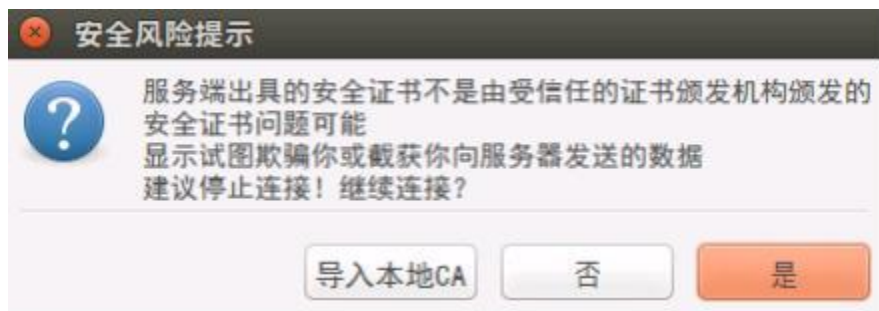 安全风险提示
服务端出具的安全证书不是由受信任的证书颁发机构颁发的
安全证书问题可能
显示试图欺骗你或截获你向服务器发送的数据
建议停止连接！继续连接？
导入本地CA 否 是